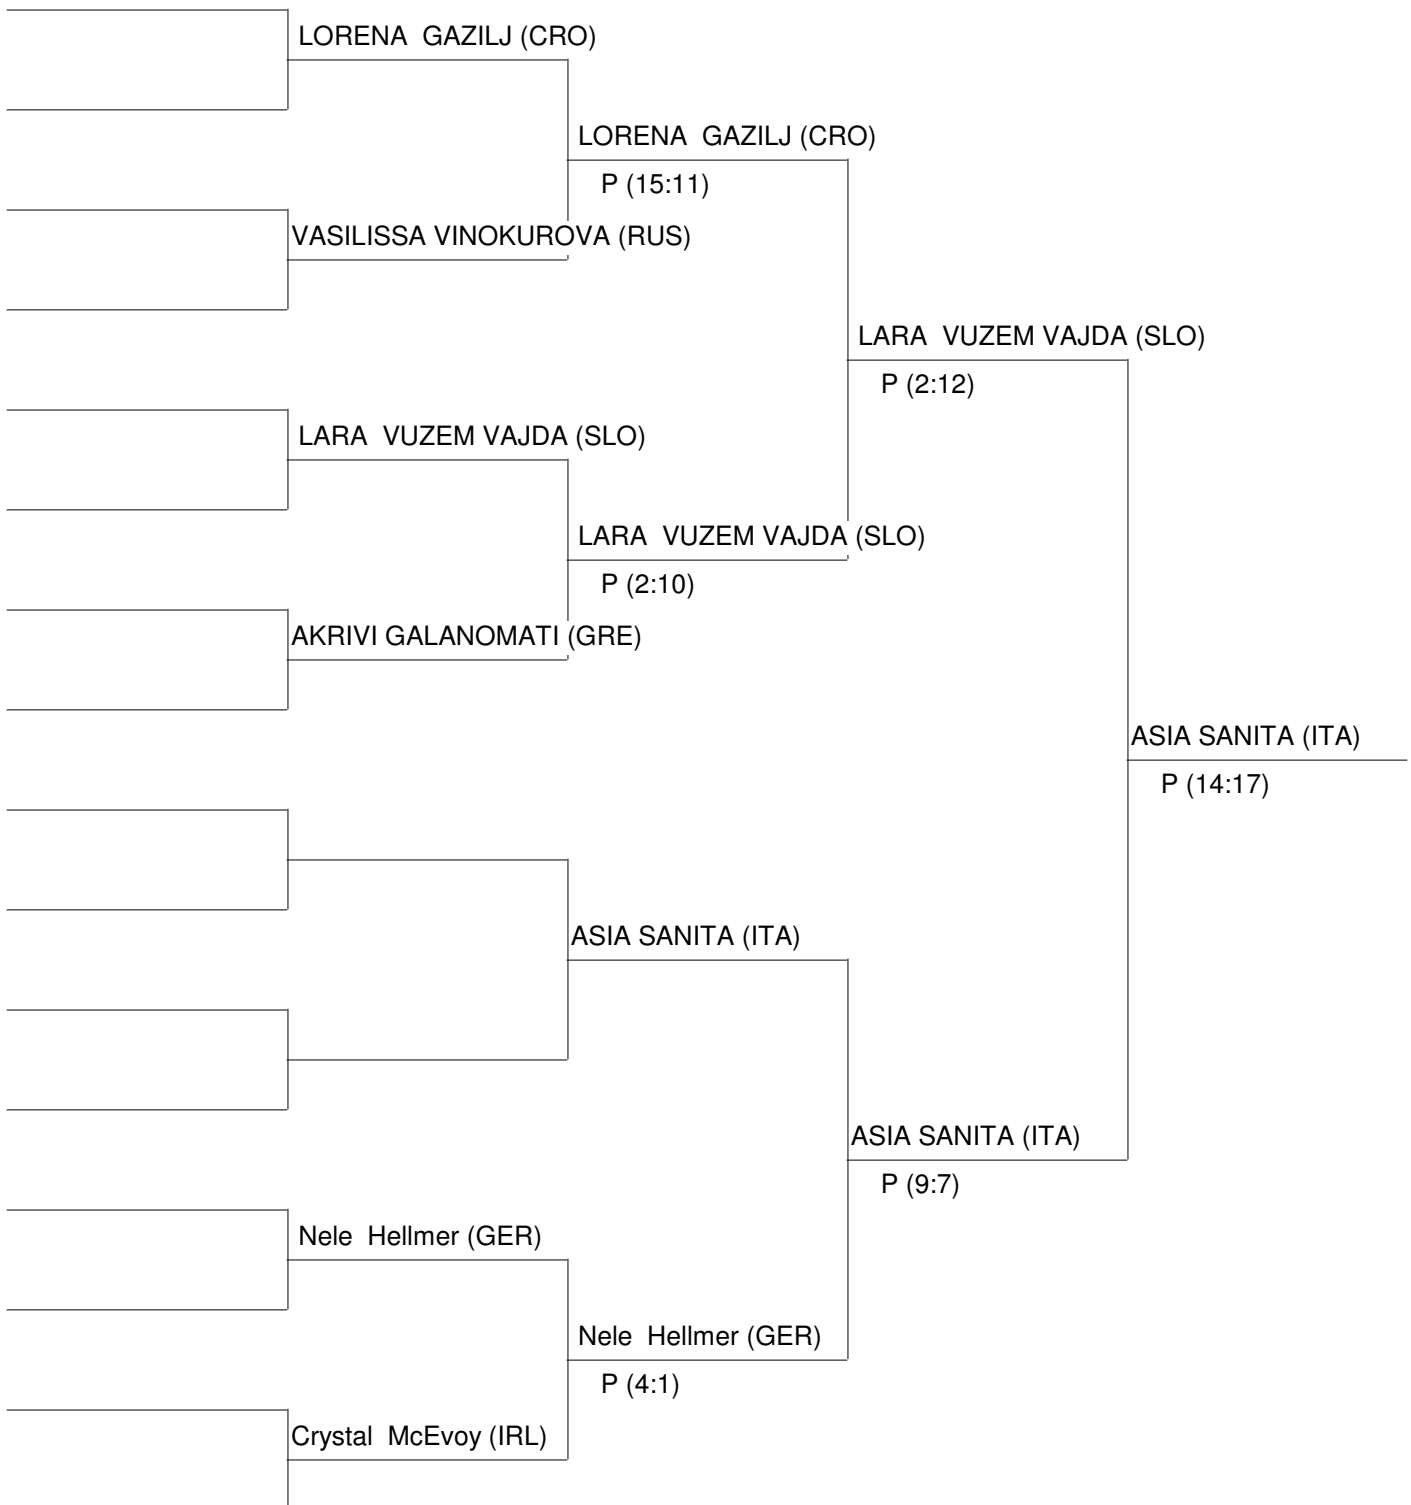 LORENA  GAZILJ (CRO)
LORENA  GAZILJ (CRO)
P (15:11)
VASILISSA VINOKUROVA (RUS)
LARA  VUZEM VAJDA (SLO)
P (2:12)
LARA  VUZEM VAJDA (SLO)
LARA  VUZEM VAJDA (SLO)
P (2:10)
AKRIVI GALANOMATI (GRE)
ASIA SANITA (ITA)
P (14:17)
ASIA SANITA (ITA)
ASIA SANITA (ITA)
P (9:7)
Nele  Hellmer (GER)
Nele  Hellmer (GER)
P (4:1)
Crystal  McEvoy (IRL)